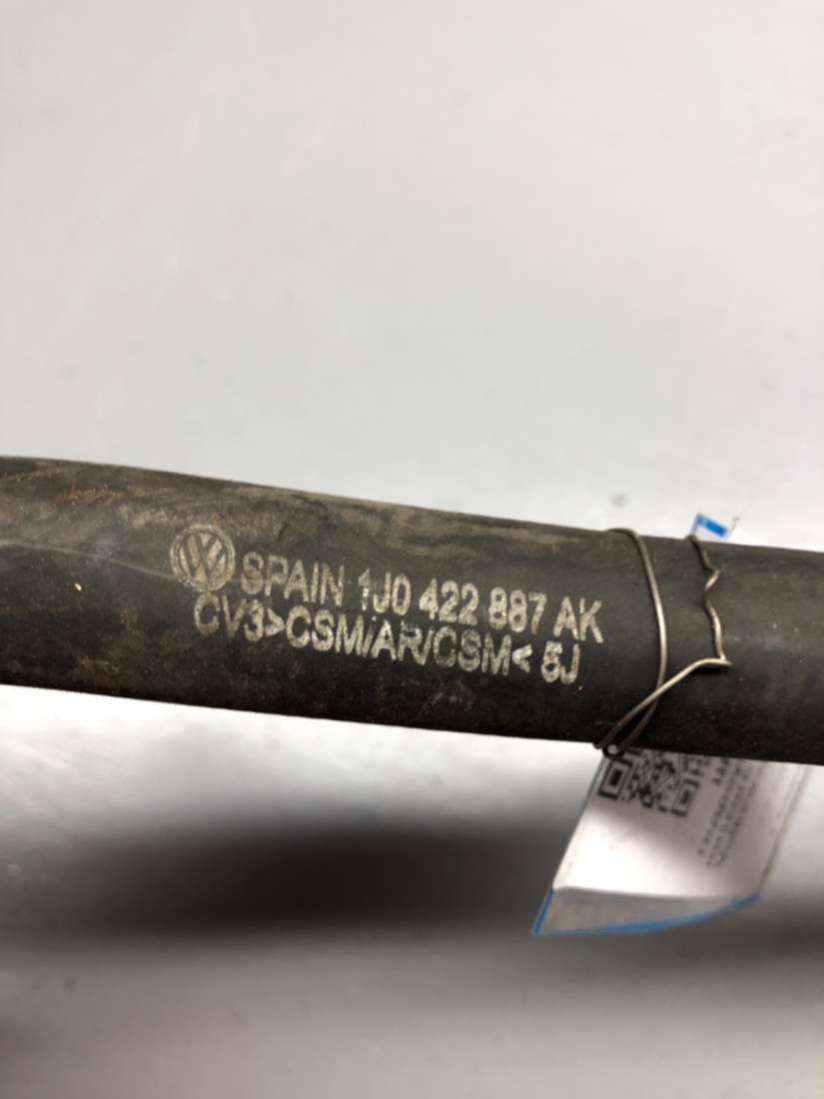 SPAIN 1J0 422 887 AK
CV3>CSM/AR/CSM< 5J